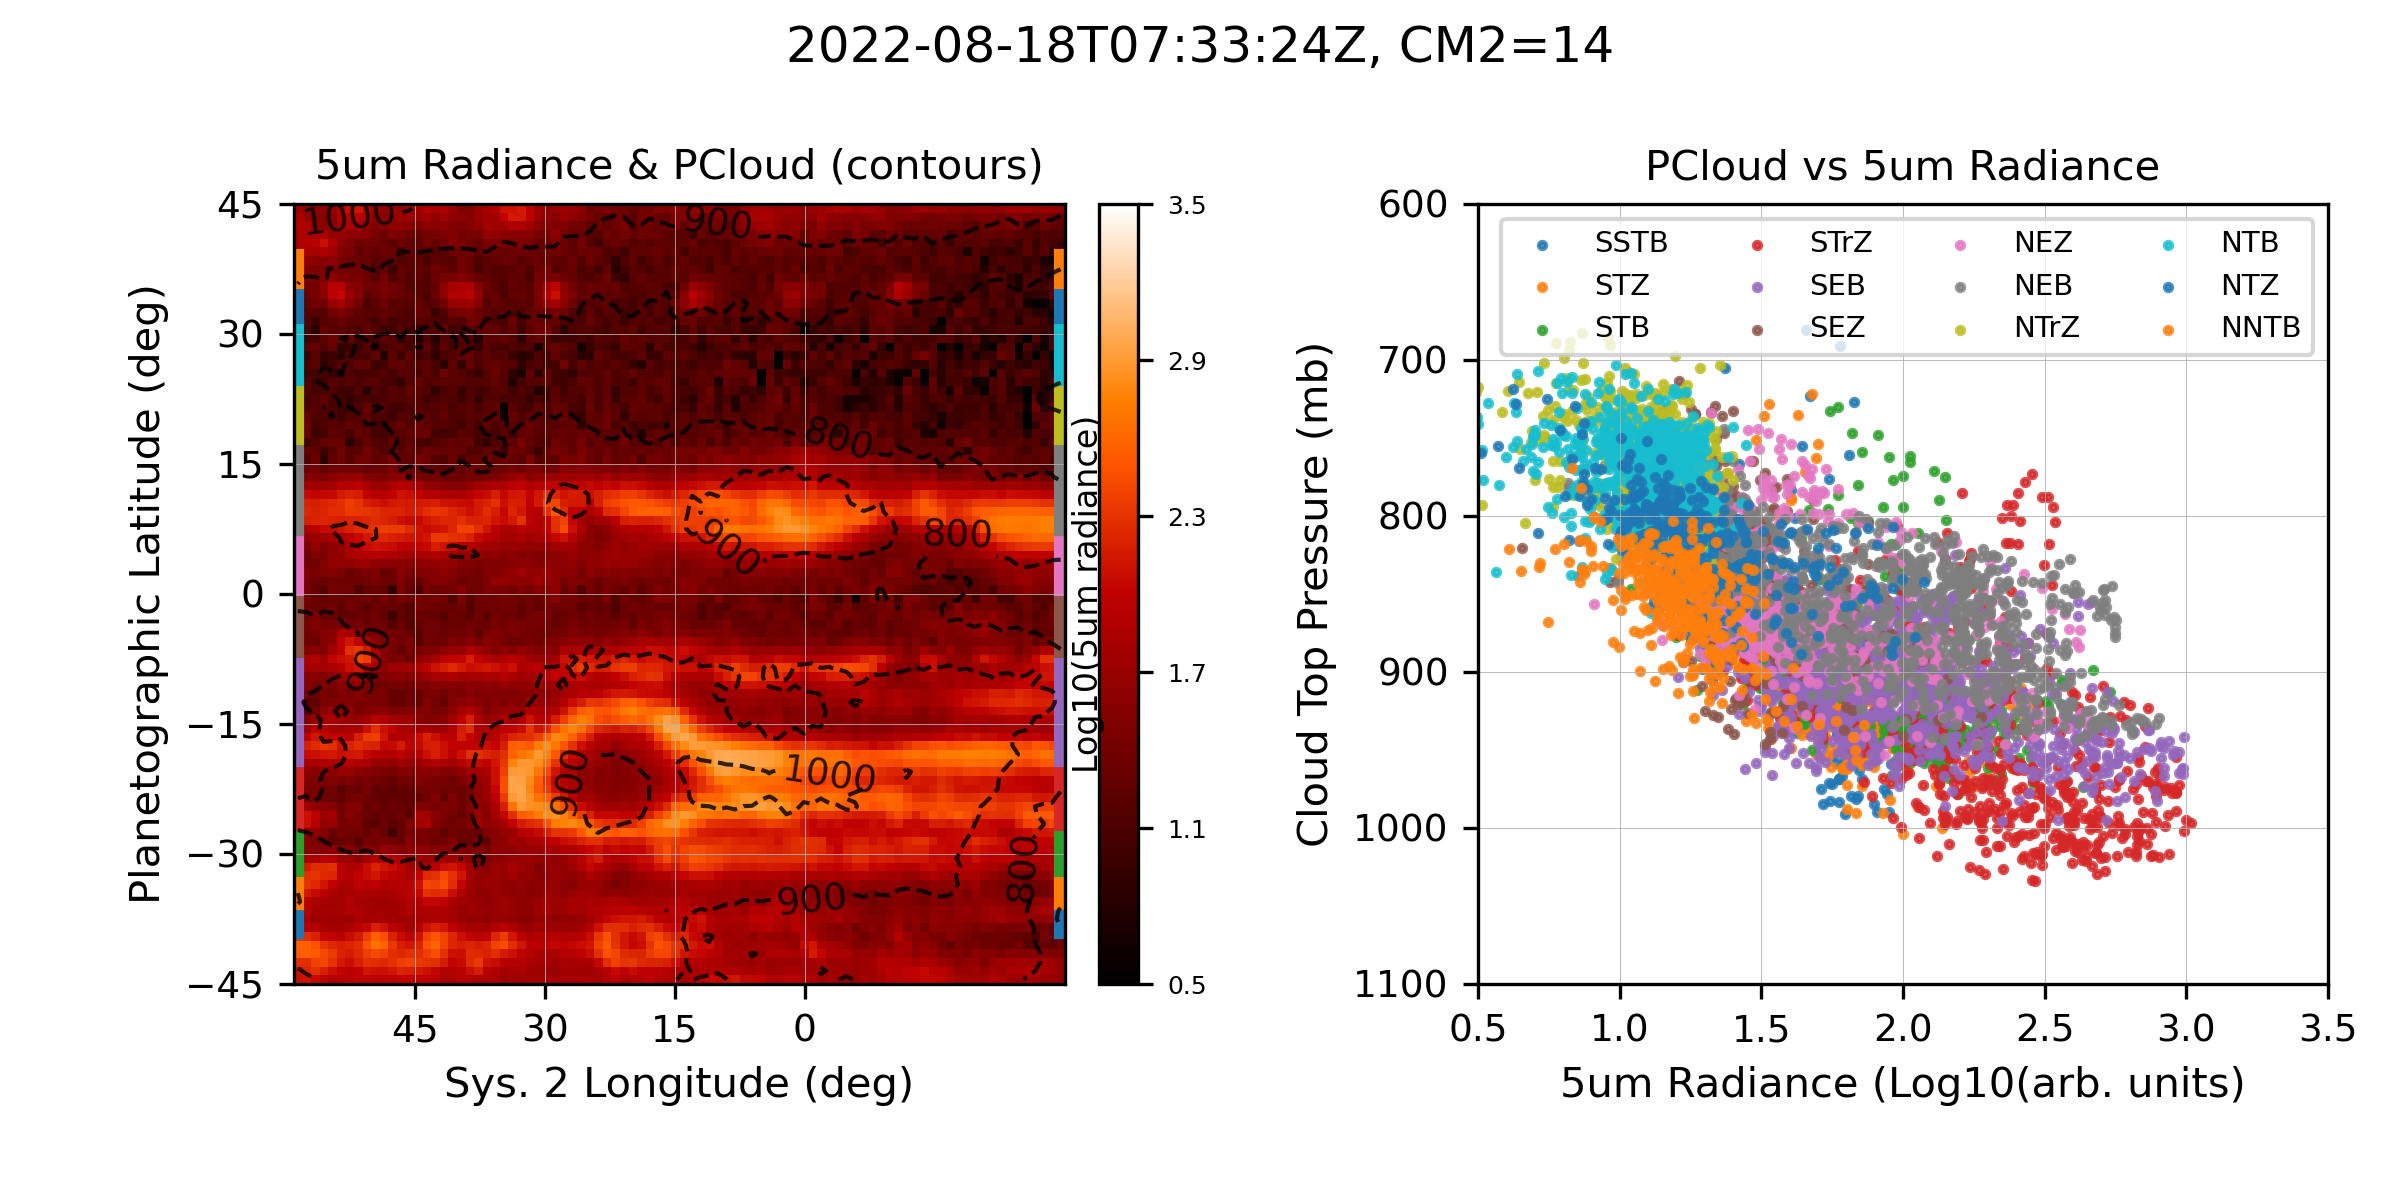 2022-08-18T07:33:24Z, CM2=14
5um Radiance & PCloud (contours)
45
30
15
0
−15
−30
−45
Planetographic Latitude (deg)
1000
900
800
900
800
900
900
1000
900
800
45
30
15
0
Sys. 2 Longitude (deg)
3.5
2.9
2.3
1.7
1.1
0.5
Log10(5um radiance)
PCloud vs 5um Radiance
600
700
800
900
1000
1100
Cloud Top Pressure (mb)
SSTB STrZ NEZ NTB
STZ SEB NEB NTZ
STB SEZ NTrZ NNTB
0.5 1.0 1.5 2.0 2.5 3.0 3.5
5um Radiance (Log10(arb. units)